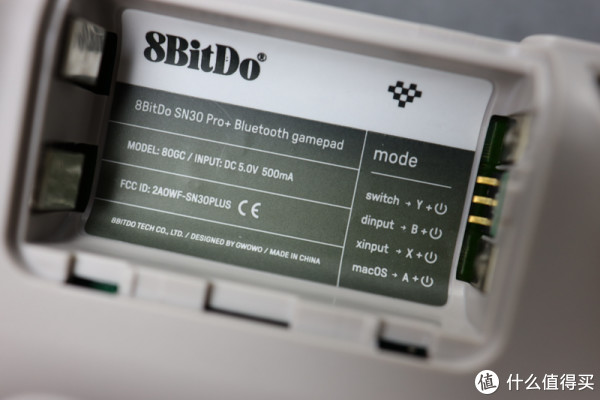 8BitDo®
8BitDo SN30 Pro+ Bluetooth gamepad
MODEL: 80GC / INPUT: DC 5.0V 500mA
FCC ID: 2AOWF-SN30PLUS CE
8BITDO TECH CO., LTD. / DESIGNED BY OWOWO / MADE IN CHINA
mode
switch → Y + ⏻
dinput → B + ⏻
xinput → X + ⏻
macOS → A + ⏻
值 什么值得买